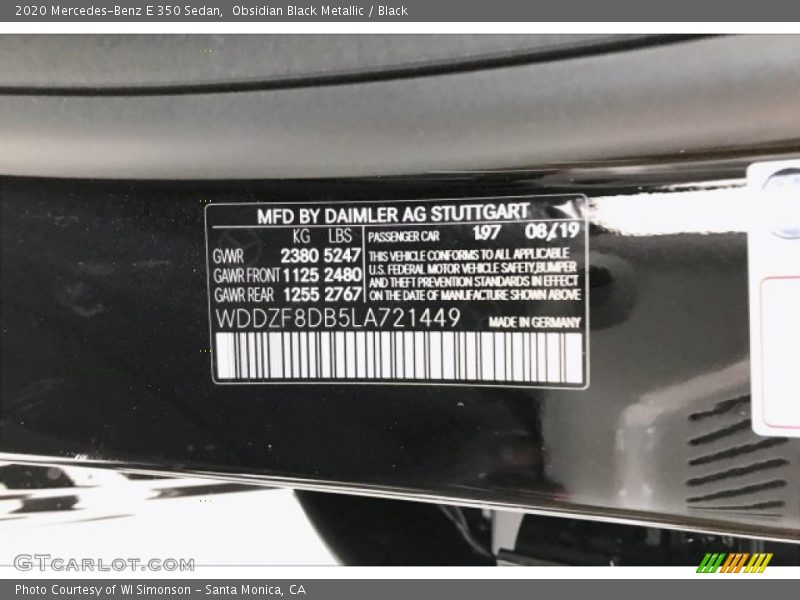 2020 Mercedes-Benz E 350 Sedan, Obsidian Black Metallic / Black
MFD BY DAIMLER AG STUTTGART
KG LBS PASSENGER CAR 197 08/19
GWR 2380 5247
GAWR FRONT 1125 2480
GAWR REAR 1255 2767
THIS VEHICLE CONFORMS TO ALL APPLICABLE
U.S. FEDERAL MOTOR VEHICLE SAFETY, BUMPER
AND THEFT PREVENTION STANDARDS IN EFFECT
ON THE DATE OF MANUFACTURE SHOWN ABOVE
WDDZF8DB5LA721449 MADE IN GERMANY
GTCARLOT.COM
Photo Courtesy of WI Simonson - Santa Monica, CA